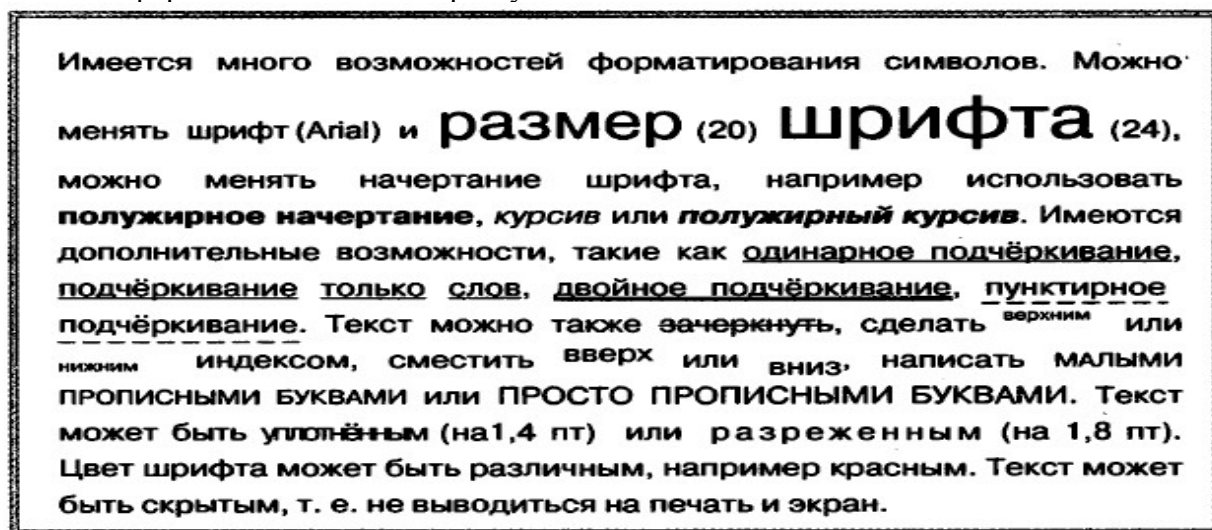 Имеется много возможностей форматирования символов. Можно
менять шрифт (Arial) и размер (20) шрифта (24),
можно менять начертание шрифта, например использовать
полужирное начертание, курсив или полужирный курсив. Имеются
дополнительные возможности, такие как одинарное подчёркивание,
подчёркивание только слов, двойное подчёркивание, пунктирное
подчёркивание. Текст можно также зачеркнуть, сделать верхним или
нижним индексом, сместить вверх или вниз, написать МАЛЫМИ
ПРОПИСНЫМИ БУКВАМИ или ПРОСТО ПРОПИСНЫМИ БУКВАМИ. Текст
может быть уплотнённым (на1,4 пт) или разреженным (на 1,8 пт).
Цвет шрифта может быть различным, например красным. Текст может
быть скрытым, т. е. не выводиться на печать и экран.